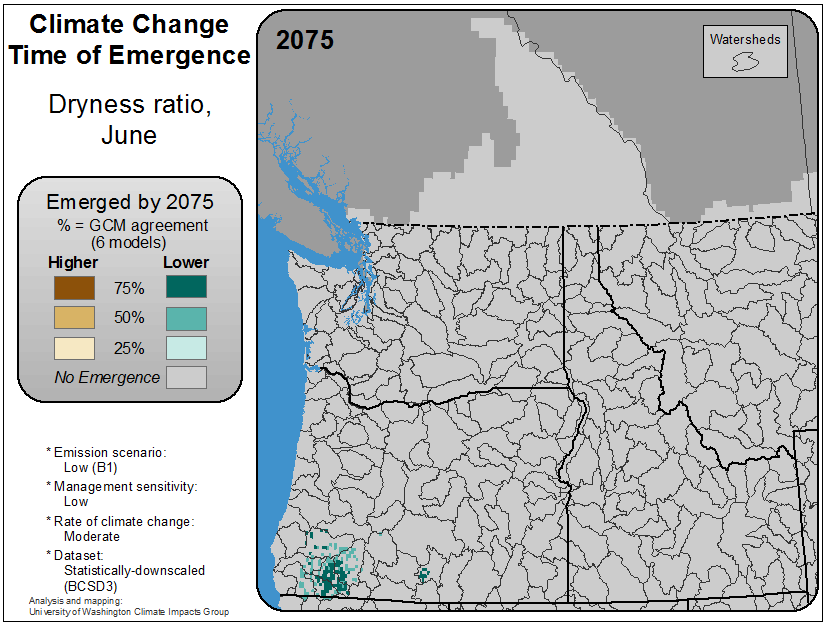 Climate Change
Time of Emergence
Dryness ratio,
June
Emerged by 2075
% = GCM agreement
(6 models)
Higher Lower
75%
50%
25%
No Emergence
* Emission scenario:
Low (B1)
* Management sensitivity:
Low
* Rate of climate change:
Moderate
* Dataset:
Statistically-downscaled
(BCSD3)
Analysis and mapping:
University of Washington Climate Impacts Group
2075
Watersheds